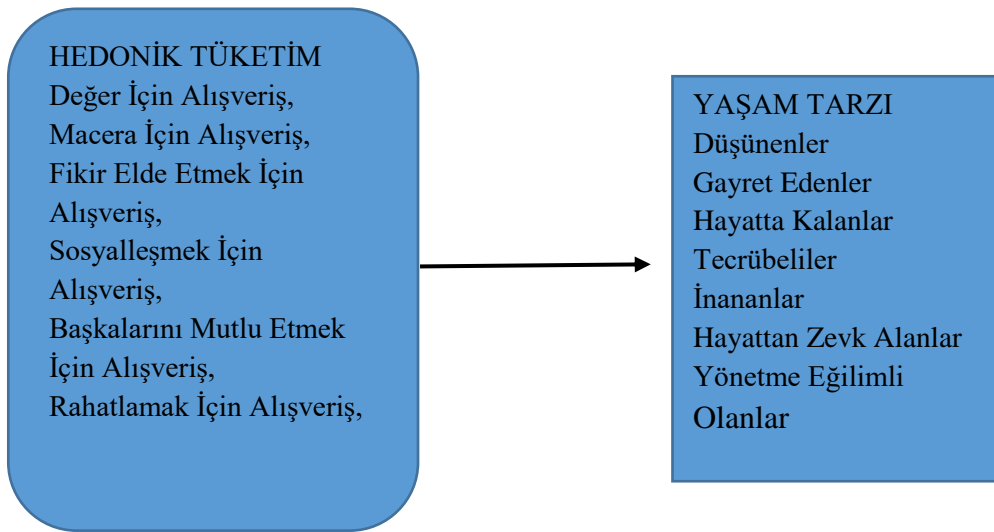 HEDONİK TÜKETİM
Değer İçin Alışveriş,
Macera İçin Alışveriş,
Fikir Elde Etmek İçin
Alışveriş,
Sosyalleşmek İçin
Alışveriş,
Başkalarını Mutlu Etmek
İçin Alışveriş,
Rahatlamak İçin Alışveriş,
YAŞAM TARZI
Düşünenler
Gayret Edenler
Hayatta Kalanlar
Tecrübeliler
İnananlar
Hayattan Zevk Alanlar
Yönetme Eğilimli
Olanlar